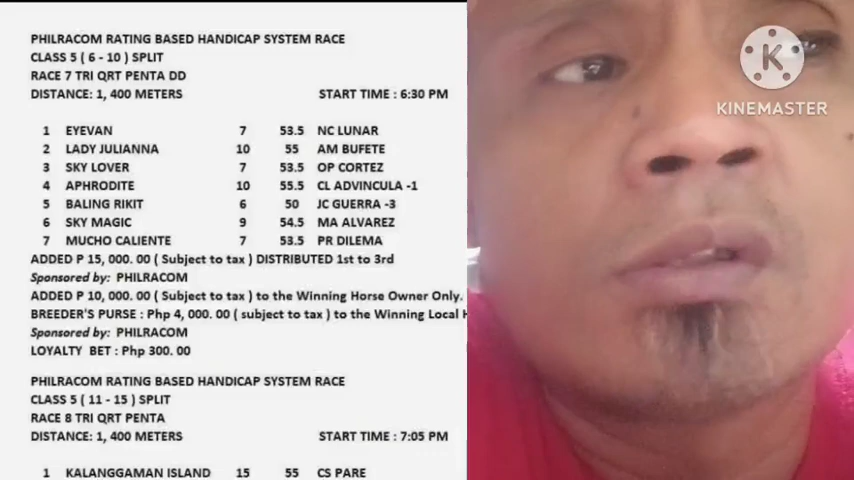 PHILRACOM RATING BASED HANDICAP SYSTEM RACE
CLASS 5 ( 6 - 10 ) SPLIT
RACE 7 TRI QRT PENTA DD
DISTANCE: 1, 400 METERS START TIME : 6:30 PM
1 EYEVAN 7 53.5 NC LUNAR
2 LADY JULIANNA 10 55 AM BUFETE
3 SKY LOVER 7 53.5 OP CORTEZ
4 APHRODITE 10 55.5 CL ADVINCULA -1
5 BALING RIKIT 6 50 JC GUERRA -3
6 SKY MAGIC 9 54.5 MA ALVAREZ
7 MUCHO CALIENTE 7 53.5 PR DILEMA
ADDED P 15, 000. 00 ( Subject to tax ) DISTRIBUTED 1st to 3rd
Sponsored by: PHILRACOM
ADDED P 10, 000. 00 ( Subject to tax ) to the Winning Horse Owner Only.
BREEDER'S PURSE : Php 4, 000. 00 ( subject to tax ) to the Winning Local
Sponsored by: PHILRACOM
LOYALTY BET : Php 300. 00
PHILRACOM RATING BASED HANDICAP SYSTEM RACE
CLASS 5 ( 11 - 15 ) SPLIT
RACE 8 TRI QRT PENTA
DISTANCE: 1, 400 METERS START TIME : 7:05 PM
1 KALANGGAMAN ISLAND 15 55 CS PARE
K
KINEMASTER